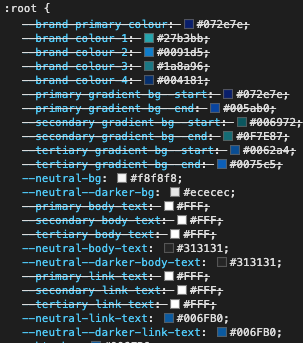 :root {
--brand-primary-colour: #072e7e;
--brand-colour-1: #27b3bb;
--brand-colour-2: #0091d5;
--brand-colour-3: #1a8a96;
--brand-colour-4: #004181;
--primary-gradient-bg--start: #072e7e;
--primary-gradient-bg--end: #005ab0;
--secondary-gradient-bg--start: #006972;
--secondary-gradient-bg--end: #0F7E87;
--tertiary-gradient-bg--start: #0062a4;
--tertiary-gradient-bg--end: #0075c5;
--neutral-bg: #f8f8f8;
--neutral--darker-bg: #ececec;
--primary-body-text: #FFF;
--secondary-body-text: #FFF;
--tertiary-body-text: #FFF;
--neutral-body-text: #313131;
--neutral--darker-body-text: #313131;
--primary-link-text: #FFF;
--secondary-link-text: #FFF;
--tertiary-link-text: #FFF;
--neutral-link-text: #006FB0;
--neutral--darker-link-text: #006FB0;